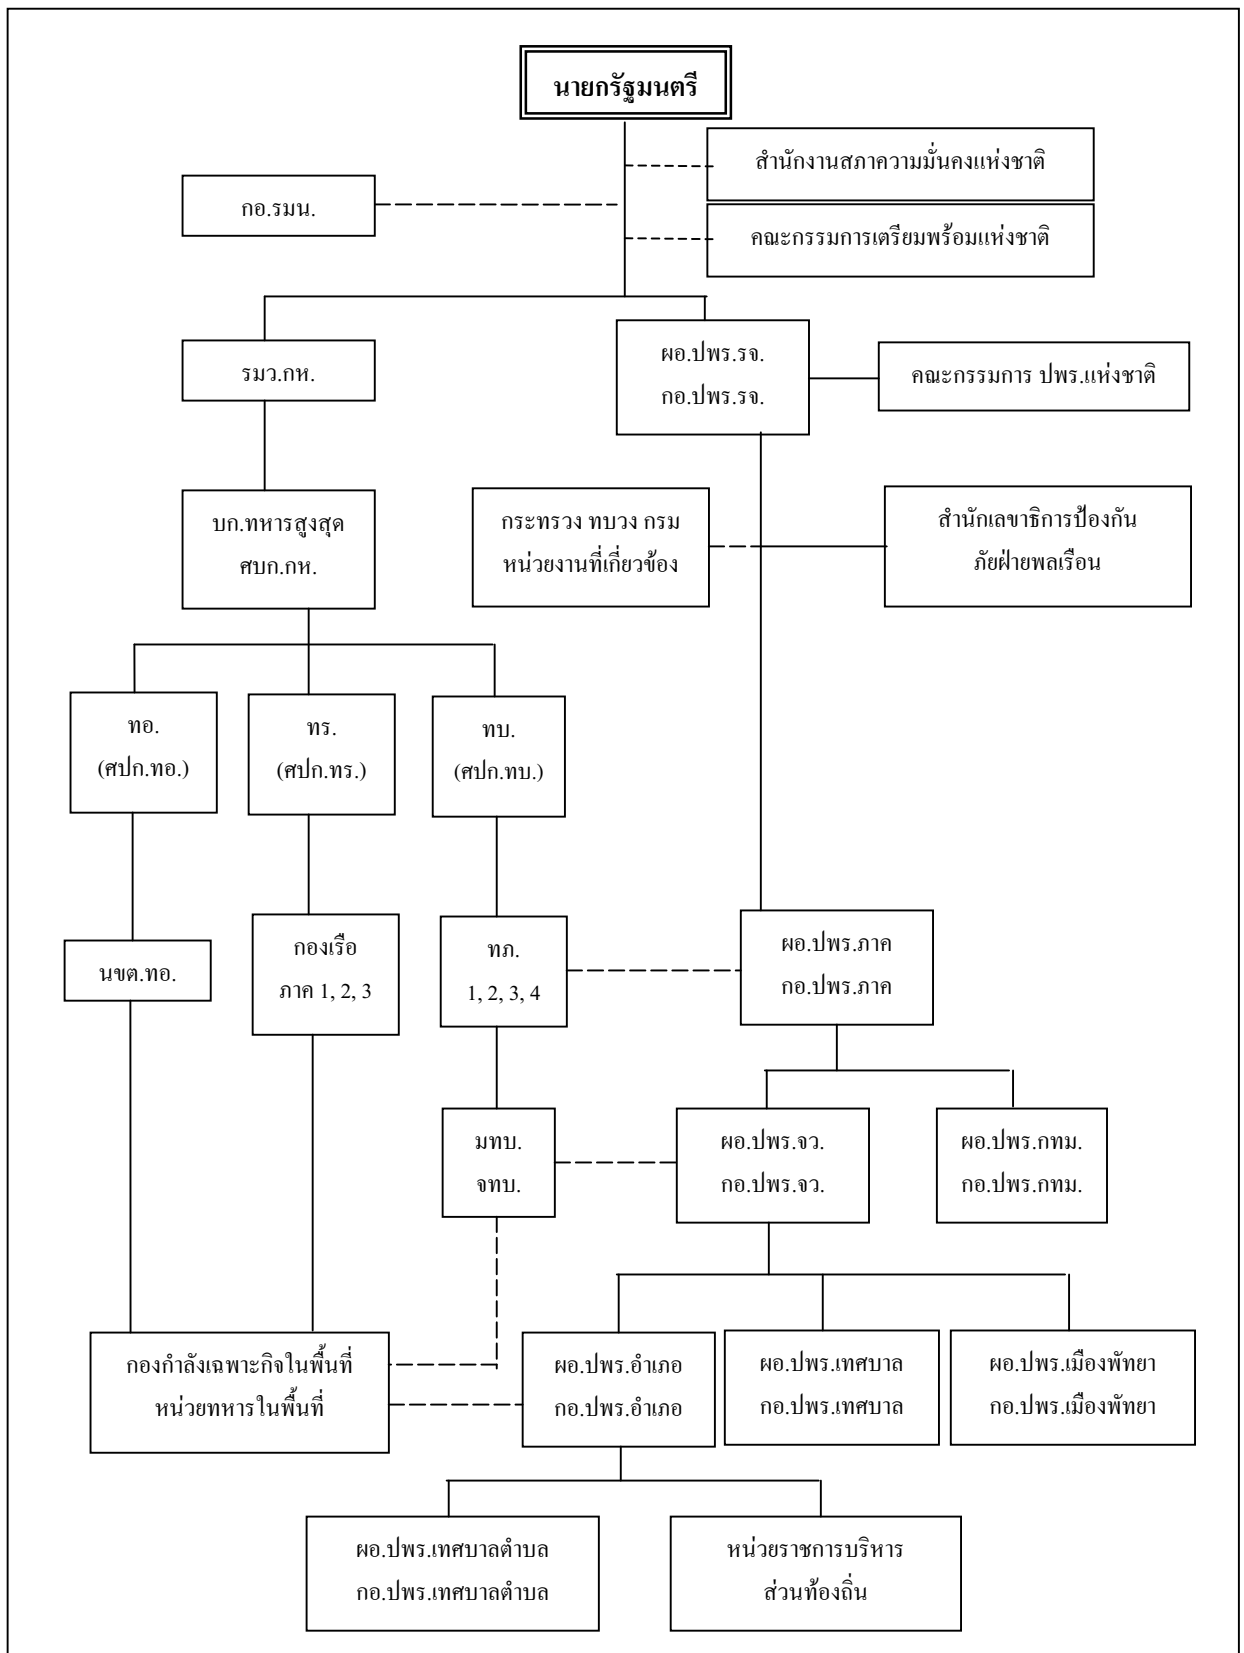 นายกรัฐมนตรี
สำนักงานสภาความมั่นคงแห่งชาติ
กอ.รมน.
คณะกรรมการเตรียมพร้อมแห่งชาติ
รมว.กห.
ผอ.ปพร.รจ.
กอ.ปพร.รจ.
คณะกรรมการ ปพร.แห่งชาติ
บก.ทหารสูงสุด
ศบก.กห.
กระทรวง ทบวง กรม
หน่วยงานที่เกี่ยวข้อง
สำนักเลขาธิการป้องกัน
ภัยฝ่ายพลเรือน
ทอ.
(ศปก.ทอ.)
ทร.
(ศปก.ทร.)
ทบ.
(ศปก.ทบ.)
นขต.ทอ.
กองเรือ
ภาค 1, 2, 3
ทภ.
1, 2, 3, 4
ผอ.ปพร.ภาค
กอ.ปพร.ภาค
มทบ.
จทบ.
ผอ.ปพร.จว.
กอ.ปพร.จว.
ผอ.ปพร.กทม.
กอ.ปพร.กทม.
กองกำลังเฉพาะกิจในพื้นที่
หน่วยทหารในพื้นที่
ผอ.ปพร.อำเภอ
กอ.ปพร.อำเภอ
ผอ.ปพร.เทศบาล
กอ.ปพร.เทศบาล
ผอ.ปพร.เมืองพัทยา
กอ.ปพร.เมืองพัทยา
ผอ.ปพร.เทศบาลตำบล
กอ.ปพร.เทศบาลตำบล
หน่วยราชการบริหาร
ส่วนท้องถิ่น